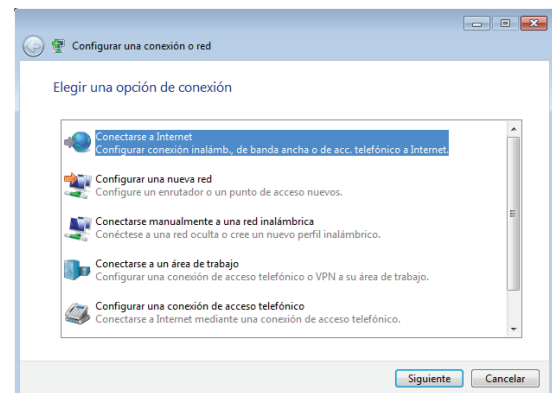 Configurar una conexión o red
Elegir una opción de conexión
Conectarse a Internet
Configurar conexión inalámb., de banda ancha o de acc. telefónico a Internet.
Configurar una nueva red
Configure un enrutador o un punto de acceso nuevos.
Conectarse manualmente a una red inalámbrica
Conéctese a una red oculta o cree un nuevo perfil inalámbrico.
Conectarse a un área de trabajo
Configurar una conexión de acceso telefónico o VPN a su área de trabajo.
Configurar una conexión de acceso telefónico
Conectarse a Internet mediante una conexión de acceso telefónico.
Siguiente Cancelar